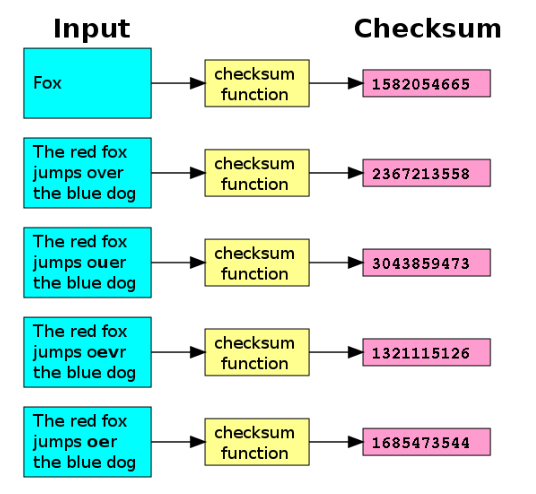 Input
Checksum
Fox
checksum
function
1582054665
The red fox
jumps over
the blue dog
checksum
function
2367213558
The red fox
jumps ouer
the blue dog
checksum
function
3043859473
The red fox
jumps oevr
the blue dog
checksum
function
1321115126
The red fox
jumps oer
the blue dog
checksum
function
1685473544